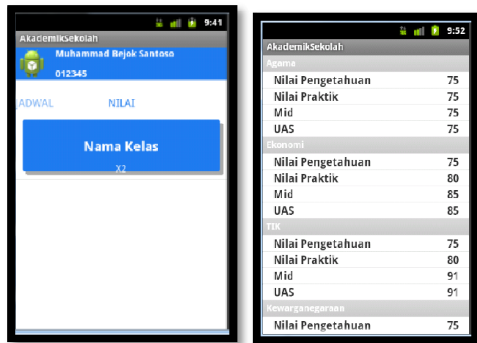 9:41
AkademikSekolah
Muhammad Bejok Santoso
012345
JADWAL NILAI
Nama Kelas
X2
9:52
AkademikSekolah
Agama
Nilai Pengetahuan 75
Nilai Praktik 75
Mid 75
UAS 75
Ekonomi
Nilai Pengetahuan 75
Nilai Praktik 80
Mid 85
UAS 85
TIK
Nilai Pengetahuan 75
Nilai Praktik 80
Mid 91
UAS 91
Kewarganegaraan
Nilai Pengetahuan 75